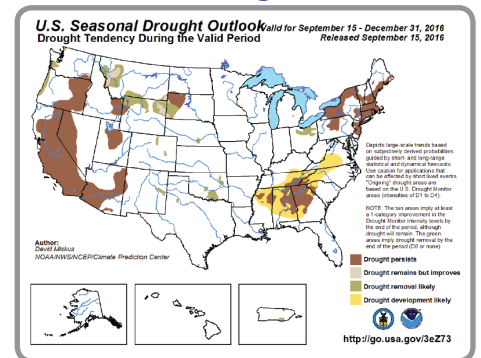 U.S. Seasonal Drought Outlook
Drought Tendency During the Valid Period
Valid for September 15 - December 31, 2016
Released September 15, 2016
Depicts large-scale trends based
on subjectively derived probabilities
guided by short- and long-range
statistical and dynamical forecasts.
Use caution for applications that
can be affected by short lived events.
"Ongoing" drought areas are
based on the U.S. Drought Monitor
areas (intensities of D1 to D4).
NOTE: The tan areas imply at least
a 1-category improvement in the
Drought Monitor intensity levels by
the end of the period, although
drought will remain. The green
areas imply drought removal by the
end of the period (D0 or none)
Author:
David Miskus
NOAA/NWS/NCEP/Climate Prediction Center
Drought persists
Drought remains but improves
Drought removal likely
Drought development likely
http://go.usa.gov/3eZ73